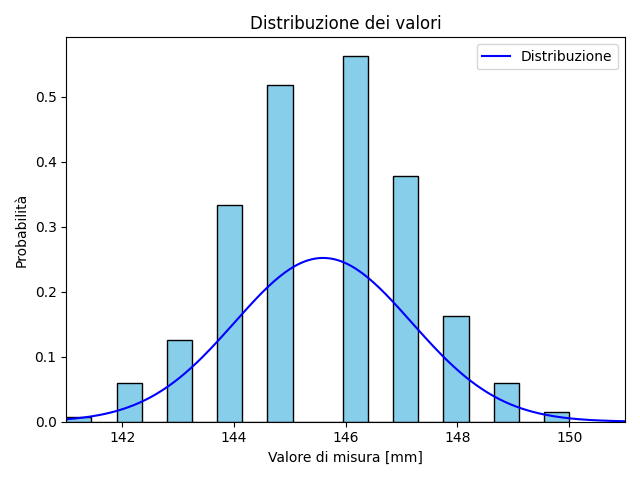 Distribuzione dei valori
Distribuzione
Probabilità
0.5
0.4
0.3
0.2
0.1
0.0
142 144 146 148 150
Valore di misura [mm]